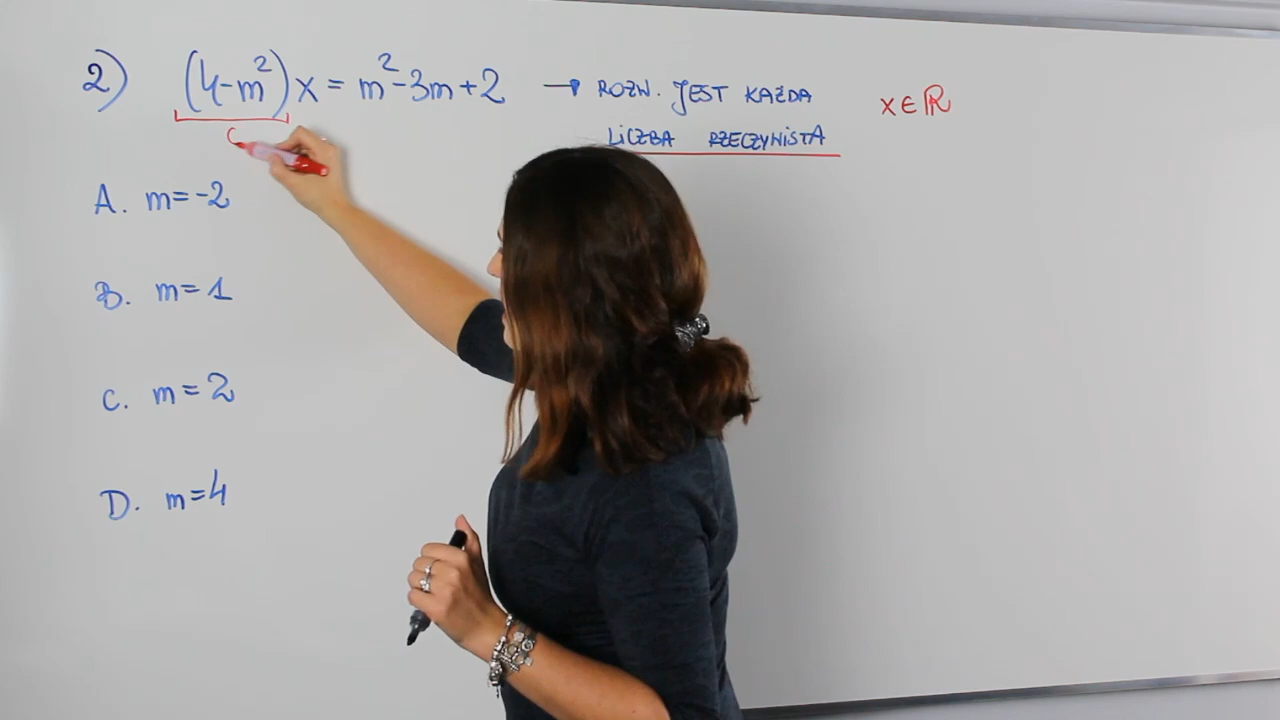 2) (4-m²)x = m²-3m+2 → ROZW. JEST KAŻDA
LICZBA RZECZYWISTA
x∈ℝ
A. m=-2
B. m=1
C. m=2
D. m=4